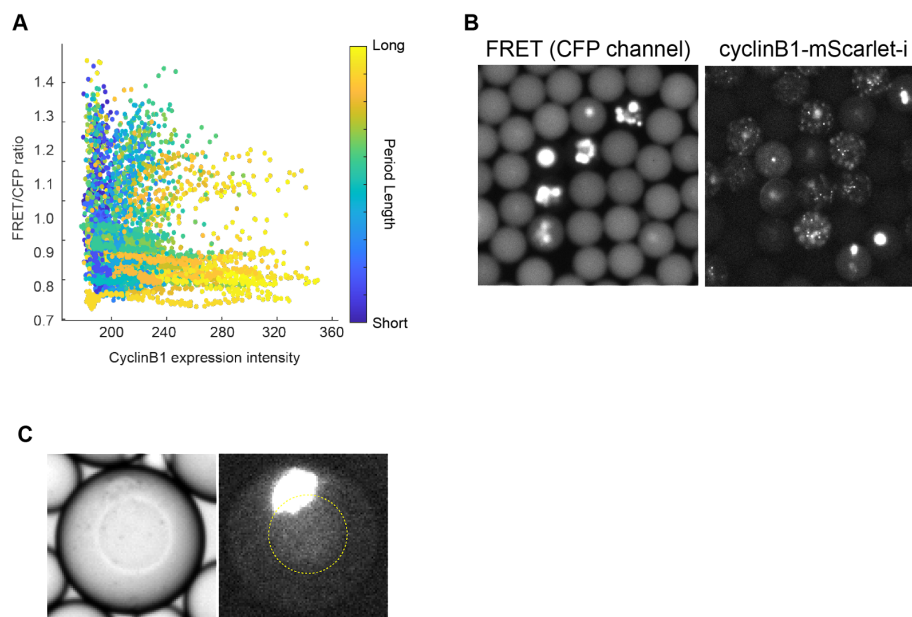 A
1.4
1.3
1.2
1.1
1.0
0.9
0.8
0.7
FRET/CFP ratio
200
240
280
320
360
CyclinB1 expression intensity
Long
Period Length
Short
B
FRET (CFP channel)
cyclinB1-mScarlet-i
C